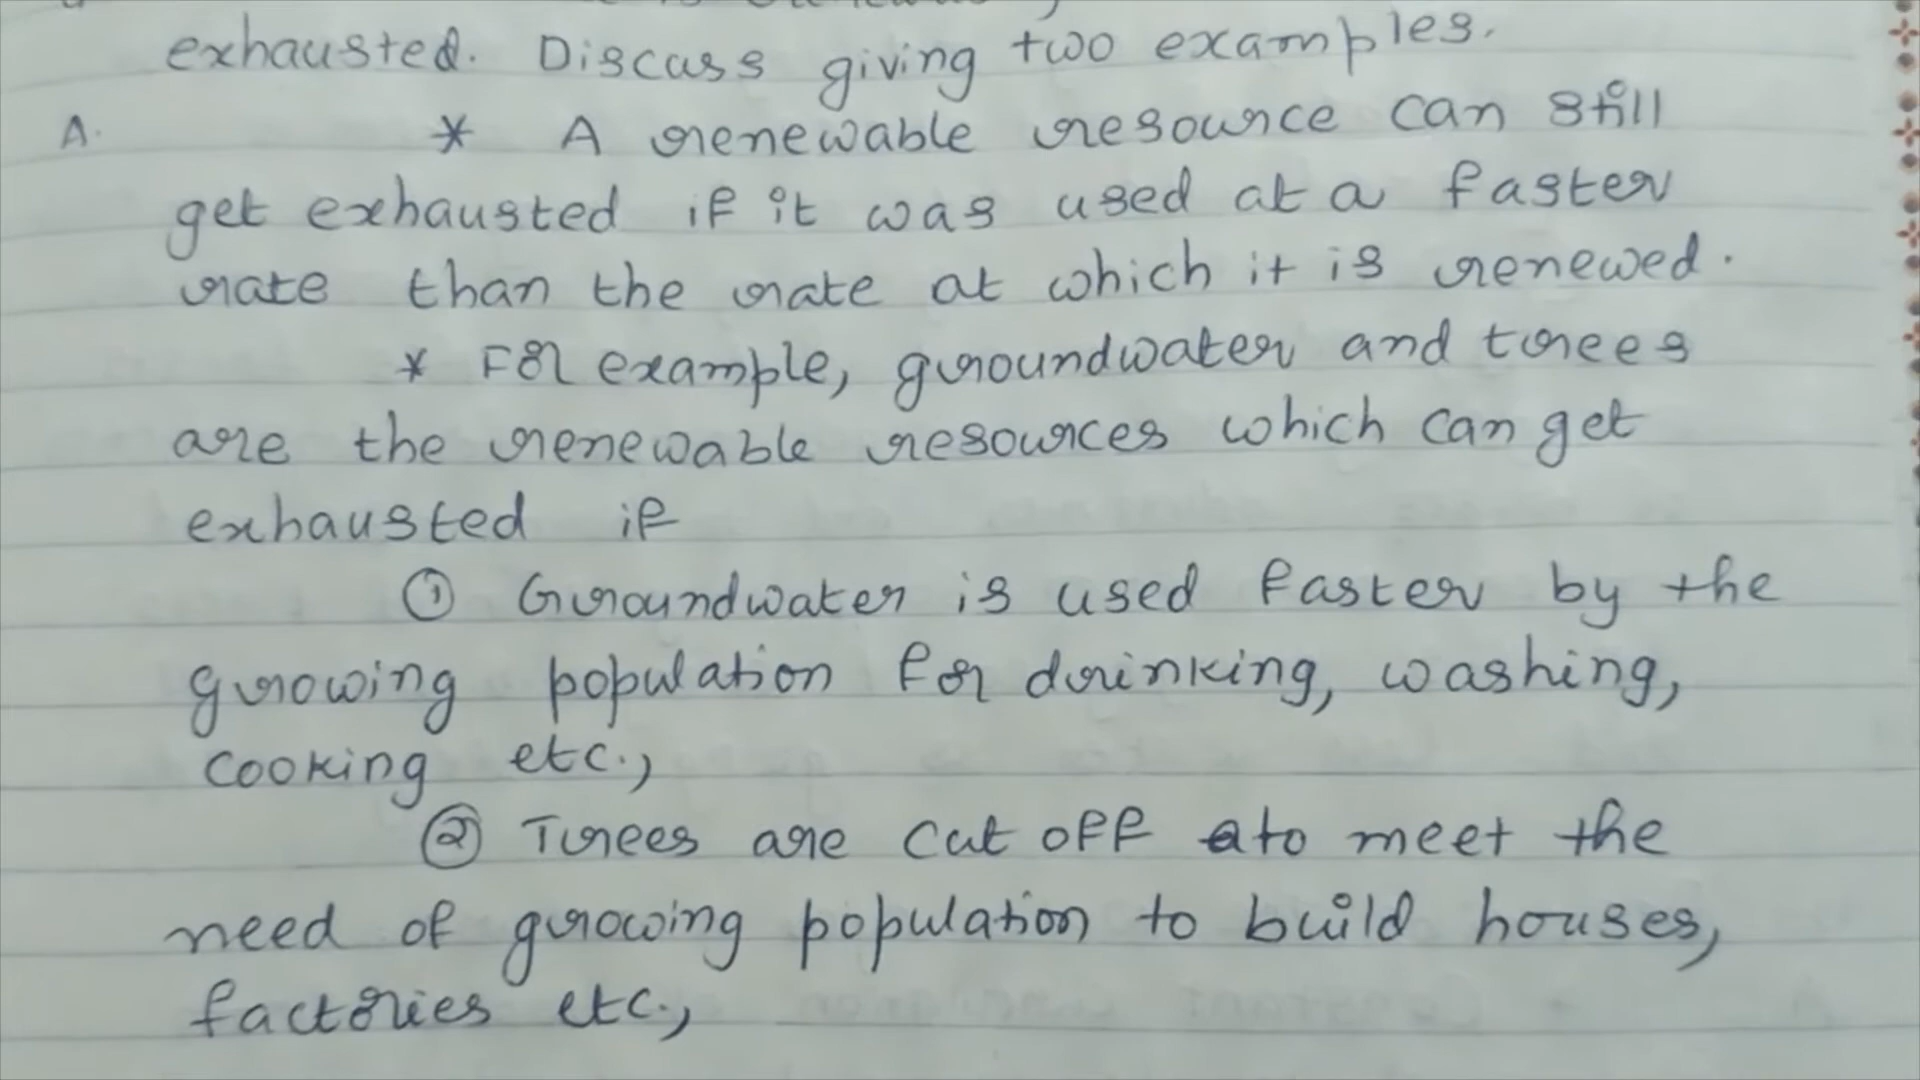 exhausted. Discuss giving two examples.
A. * A renewable resource can still
get exhausted if it was used at a faster
rate than the rate at which it is renewed.
* For example, groundwater and trees
are the renewable resources which can get
exhausted if
① Groundwater is used faster by the
growing population for drinking, washing,
cooking etc.,
② Trees are cut off to meet the
need of growing population to build houses,
factories etc.,